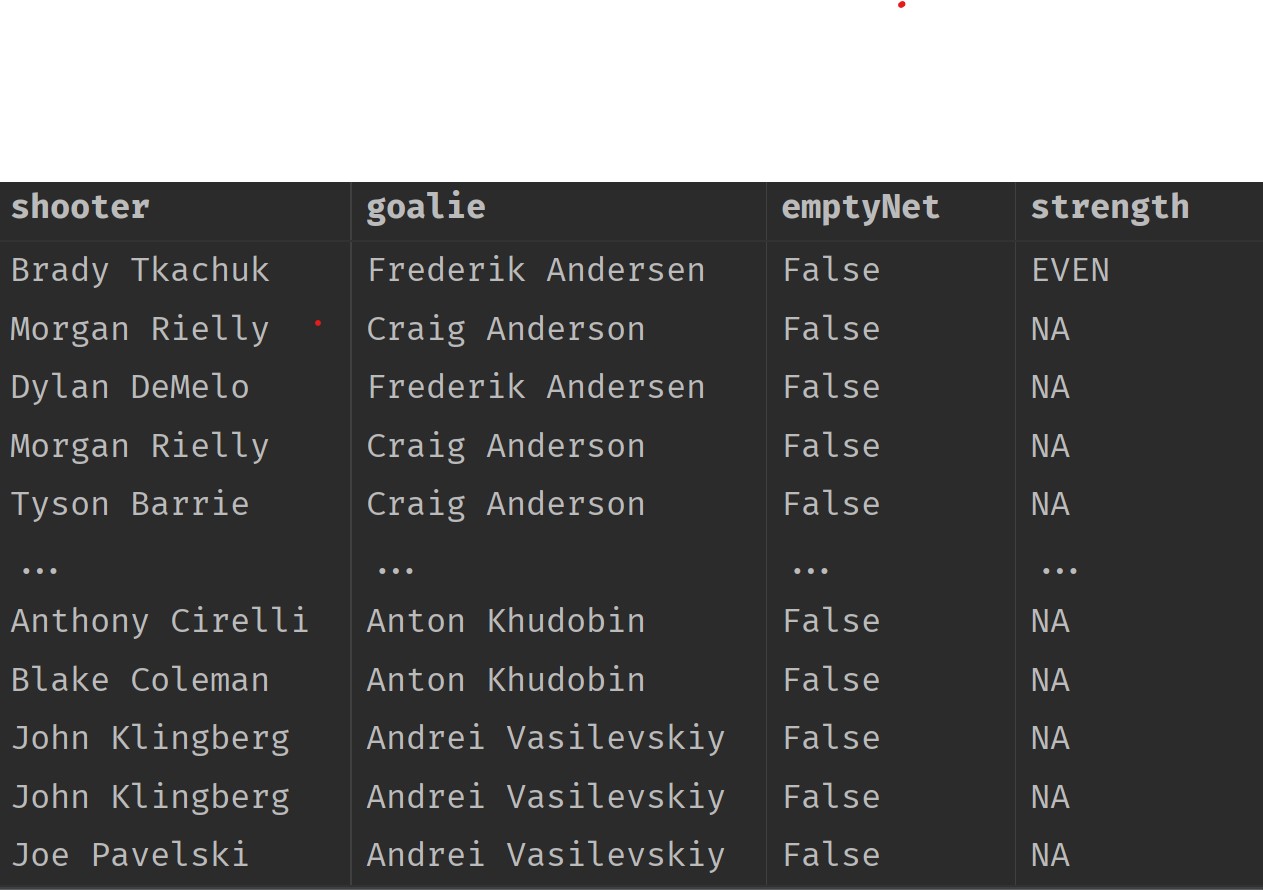 shooter goalie emptyNet strength
Brady Tkachuk Frederik Andersen False EVEN
Morgan Rielly Craig Anderson False NA
Dylan DeMelo Frederik Andersen False NA
Morgan Rielly Craig Anderson False NA
Tyson Barrie Craig Anderson False NA
... ... ... ...
Anthony Cirelli Anton Khudobin False NA
Blake Coleman Anton Khudobin False NA
John Klingberg Andrei Vasilevskiy False NA
John Klingberg Andrei Vasilevskiy False NA
Joe Pavelski Andrei Vasilevskiy False NA